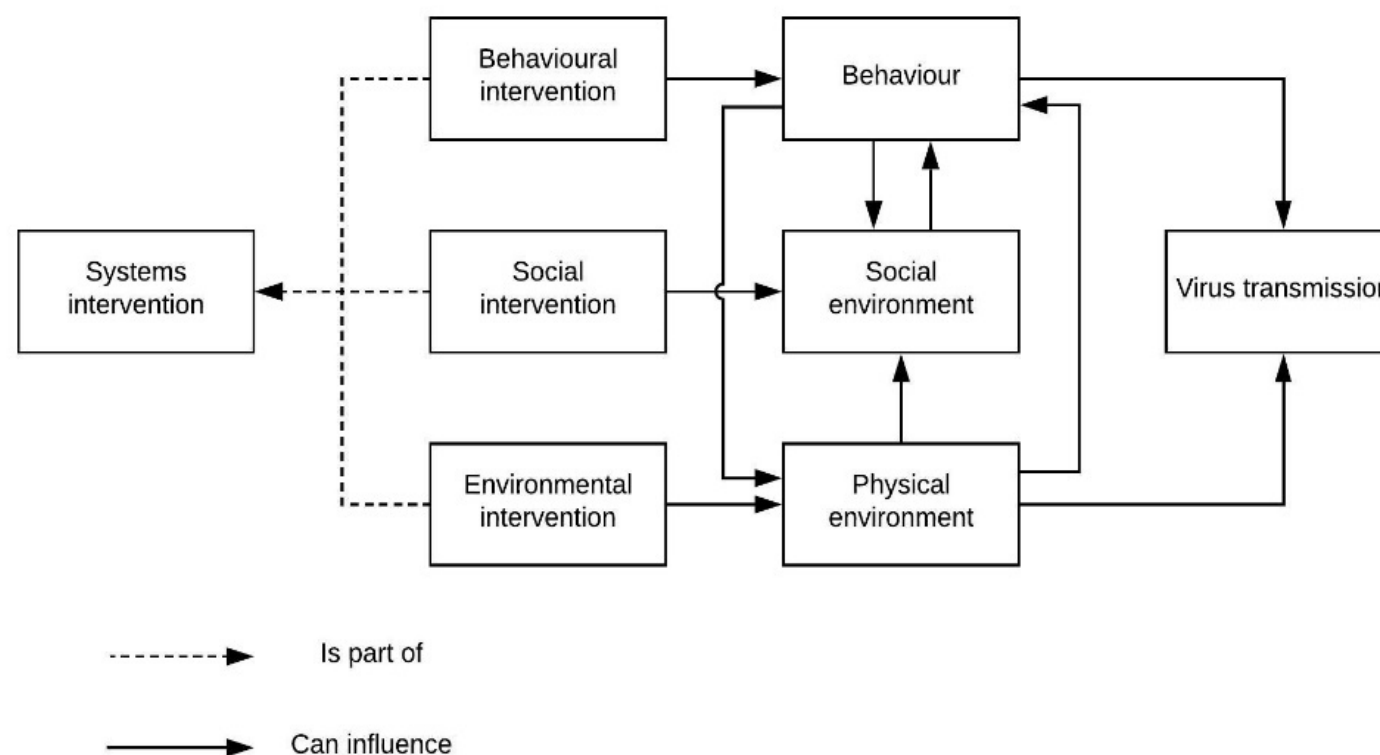 Behavioural
intervention
Behaviour
Systems
intervention
Social
intervention
Social
environment
Virus transmission
Environmental
intervention
Physical
environment
Is part of
Can influence